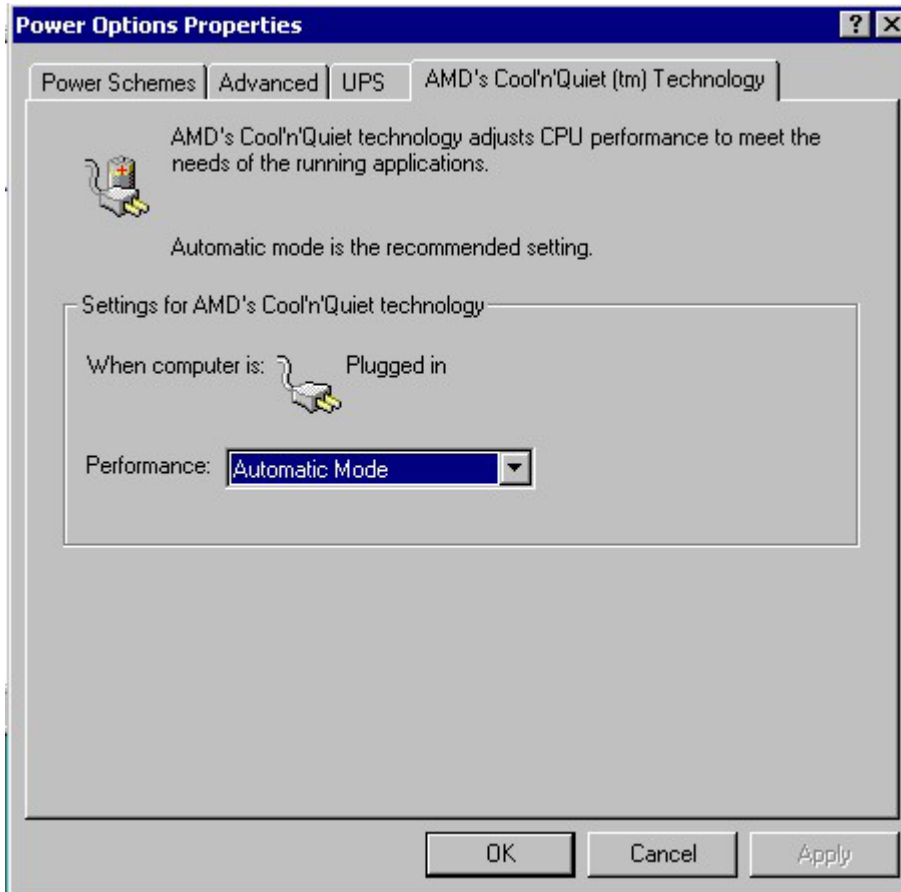 Power Options Properties
Power Schemes Advanced UPS AMD's Cool'n'Quiet (tm) Technology
AMD's Cool'n'Quiet technology adjusts CPU performance to meet the
needs of the running applications.
Automatic mode is the recommended setting.
Settings for AMD's Cool'n'Quiet technology
When computer is: Plugged in
Performance: Automatic Mode
OK Cancel Apply